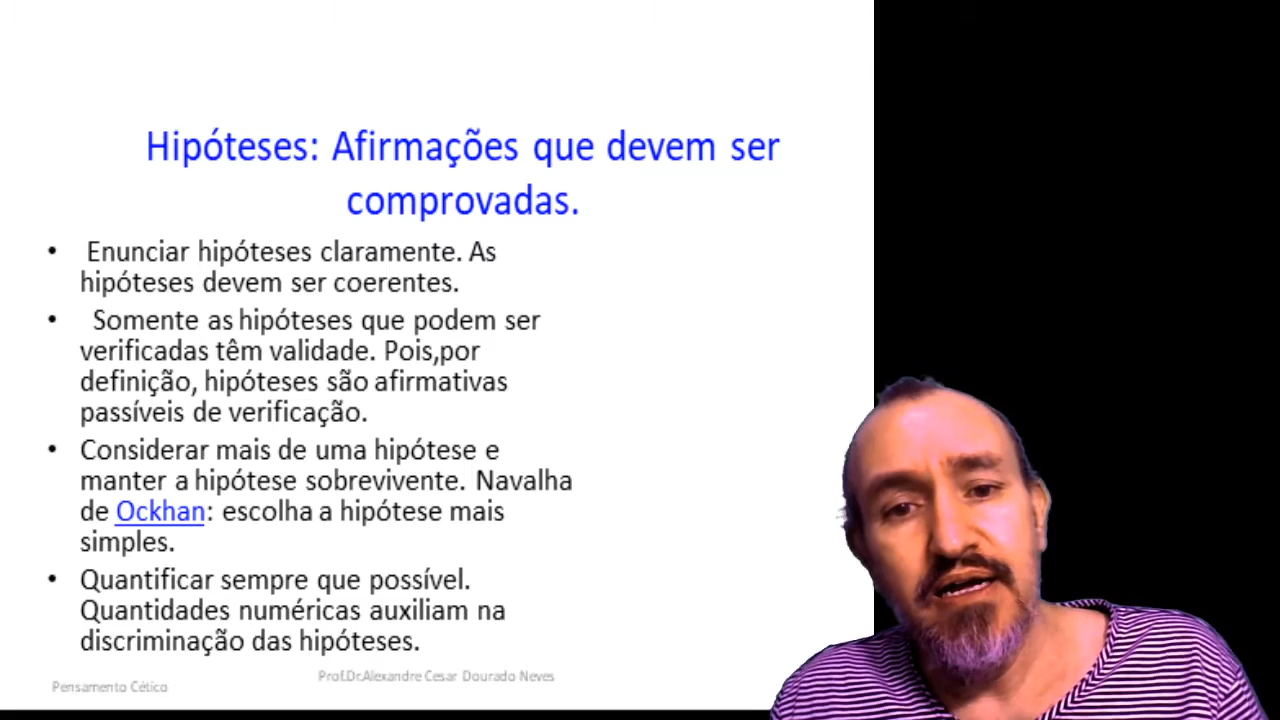 Hipóteses: Afirmações que devem ser
comprovadas.
• Enunciar hipóteses claramente. As
hipóteses devem ser coerentes.
• Somente as hipóteses que podem ser
verificadas têm validade. Pois,por
definição, hipóteses são afirmativas
passíveis de verificação.
• Considerar mais de uma hipótese e
manter a hipótese sobrevivente. Navalha
de Ockhan: escolha a hipótese mais
simples.
• Quantificar sempre que possível.
Quantidades numéricas auxiliam na
discriminação das hipóteses.
Pensamento Cético
Prof.Dr.Alexandre Cesar Dourado Neves